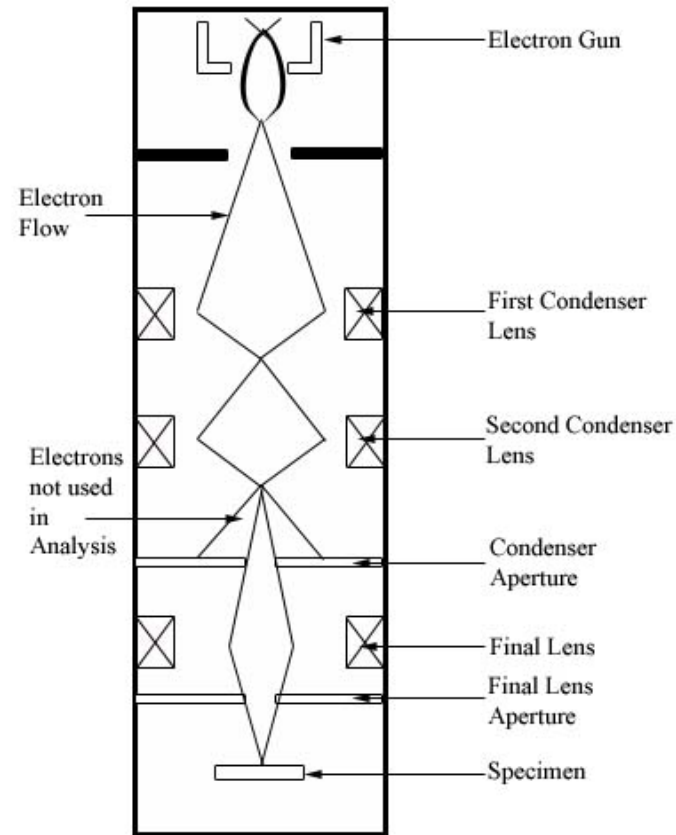 Electron Gun
Electron
Flow
First Condenser
Lens
Second Condenser
Lens
Electrons
not used
in
Analysis
Condenser
Aperture
Final Lens
Final Lens
Aperture
Specimen